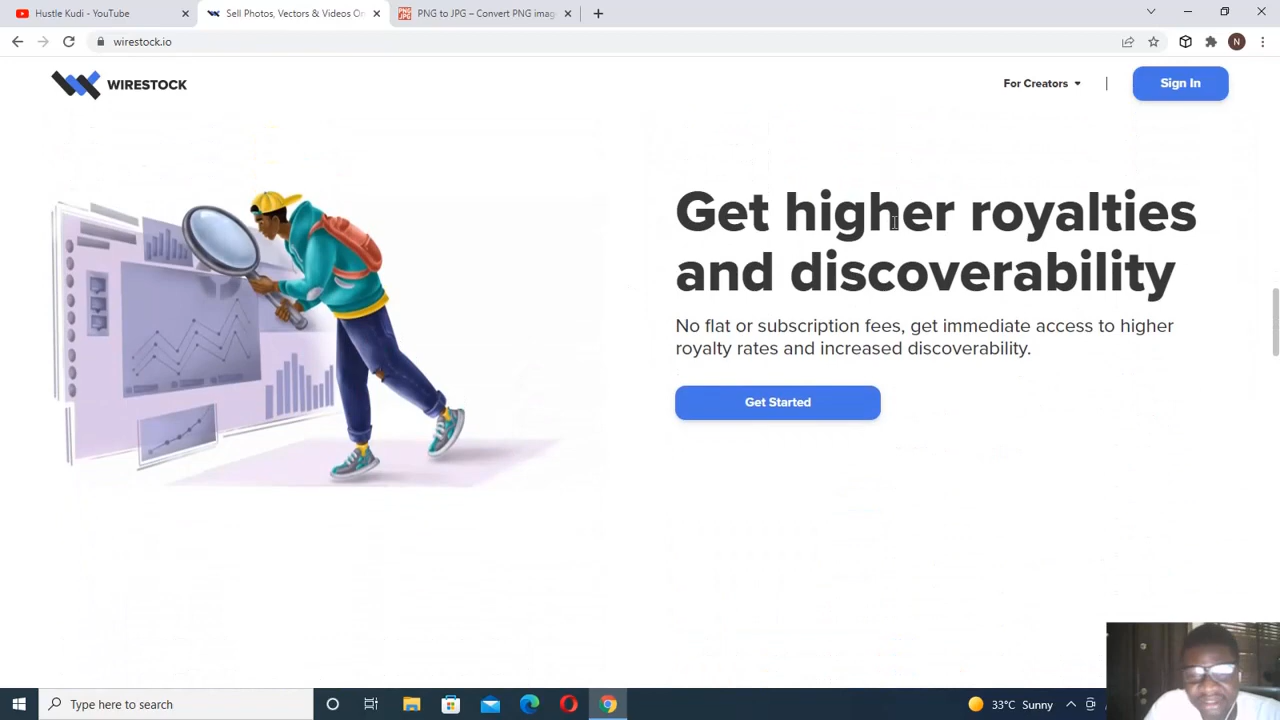 Hustle Kudi - YouTube
Sell Photos, Vectors & Videos On
PNG to JPG – Convert PNG imag
wirestock.io
N
WIRESTOCK
For Creators
Sign In
Get higher royalties
and discoverability
No flat or subscription fees, get immediate access to higher
royalty rates and increased discoverability.
Get Started
Type here to search
33°C Sunny